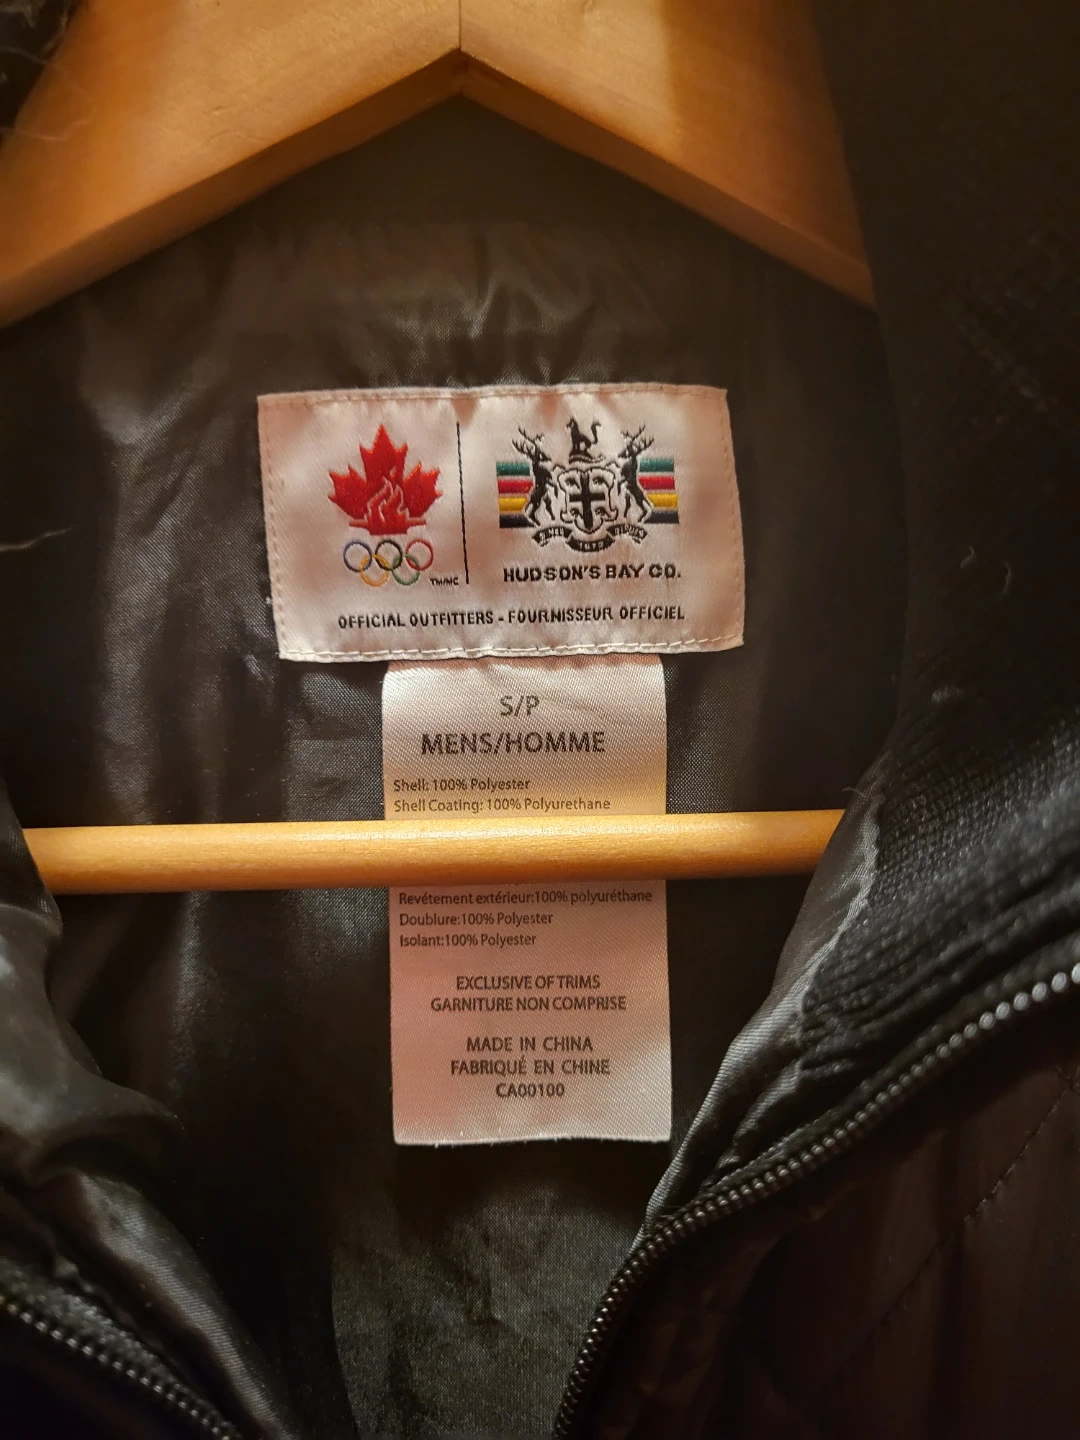 TM/MC
HUDSON'S BAY CO.
OFFICIAL OUTFITTERS - FOURNISSEUR OFFICIEL
S/P
MENS/HOMME
Shell: 100% Polyester
Shell Coating: 100% Polyurethane
Revétement extérieur:100% polyuréthane
Doublure:100% Polyester
Isolant:100% Polyester
EXCLUSIVE OF TRIMS
GARNITURE NON COMPRISE
MADE IN CHINA
FABRIQUÉ EN CHINE
CA00100